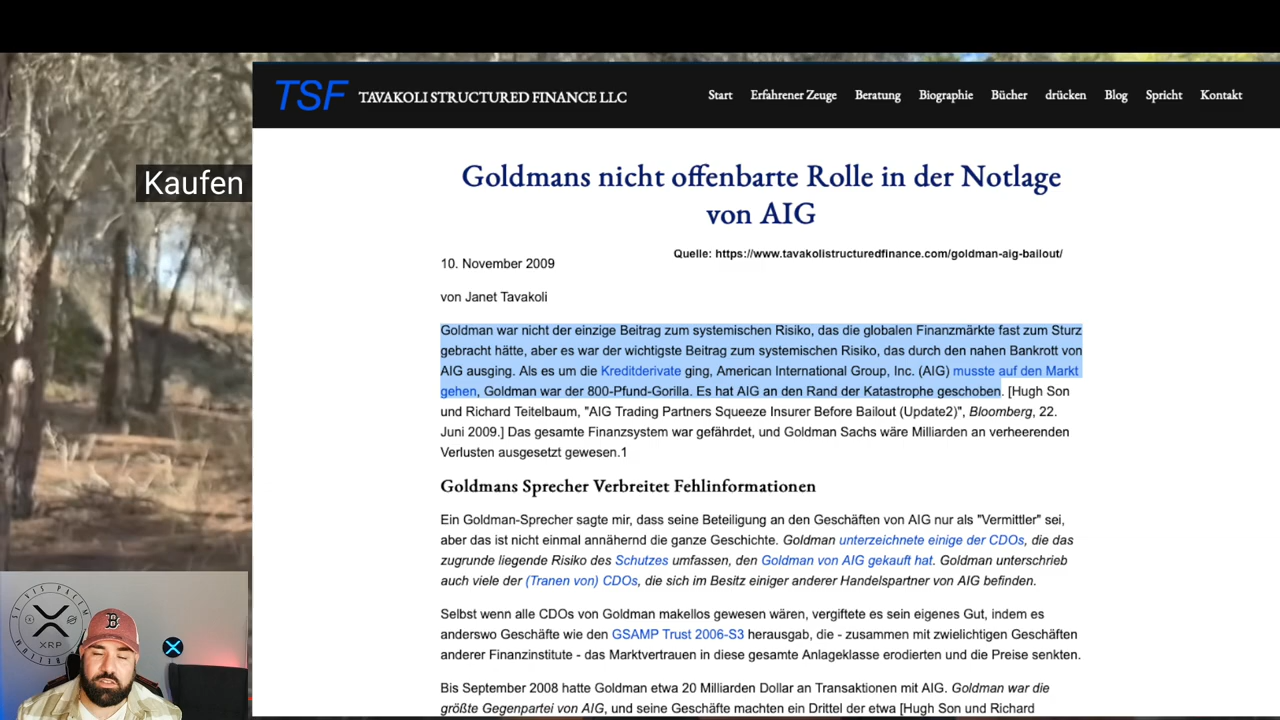 TSF TAVAKOLI STRUCTURED FINANCE LLC
Start Erfahrener Zeuge Beratung Biographie Bücher drücken Blog Spricht Kontakt
Kaufen
Goldmans nicht offenbarte Rolle in der Notlage
von AIG
Quelle: https://www.tavakolistructuredfinance.com/goldman-aig-bailout/
10. November 2009
von Janet Tavakoli
Goldman war nicht der einzige Beitrag zum systemischen Risiko, das die globalen Finanzmärkte fast zum Sturz
gebracht hätte, aber es war der wichtigste Beitrag zum systemischen Risiko, das durch den nahen Bankrott von
AIG ausging. Als es um die Kreditderivate ging, American International Group, Inc. (AIG) musste auf den Markt
gehen, Goldman war der 800-Pfund-Gorilla. Es hat AIG an den Rand der Katastrophe geschoben. [Hugh Son
und Richard Teitelbaum, "AIG Trading Partners Squeeze Insurer Before Bailout (Update2)", Bloomberg, 22.
Juni 2009.] Das gesamte Finanzsystem war gefährdet, und Goldman Sachs wäre Milliarden an verheerenden
Verlusten ausgesetzt gewesen.1
Goldmans Sprecher Verbreitet Fehlinformationen
Ein Goldman-Sprecher sagte mir, dass seine Beteiligung an den Geschäften von AIG nur als "Vermittler" sei,
aber das ist nicht einmal annähernd die ganze Geschichte. Goldman unterzeichnete einige der CDOs, die das
zugrunde liegende Risiko des Schutzes umfassen, den Goldman von AIG gekauft hat. Goldman unterschrieb
auch viele der (Tranen von) CDOs, die sich im Besitz einiger anderer Handelspartner von AIG befinden.
Selbst wenn alle CDOs von Goldman makellos gewesen wären, vergiftete es sein eigenes Gut, indem es
anderswo Geschäfte wie den GSAMP Trust 2006-S3 herausgab, die - zusammen mit zwielichtigen Geschäften
anderer Finanzinstitute - das Marktvertrauen in diese gesamte Anlageklasse erodierten und die Preise senkten.
Bis September 2008 hatte Goldman etwa 20 Milliarden Dollar an Transaktionen mit AIG. Goldman war die
größte Gegenpartei von AIG, und seine Geschäfte machten ein Drittel der etwa [Hugh Son und Richard
XRP
B